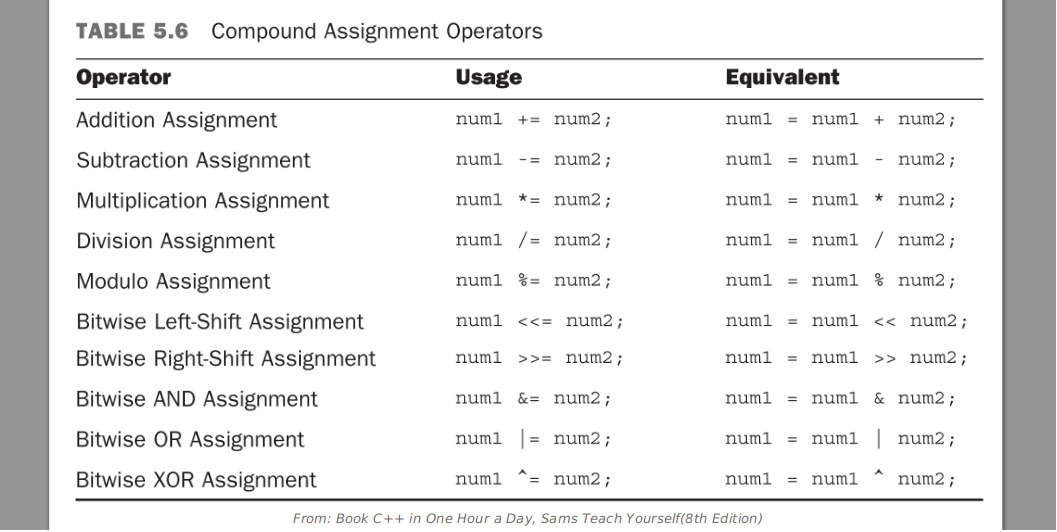 TABLE 5.6 Compound Assignment Operators
Operator Usage Equivalent
Addition Assignment num1 += num2; num1 = num1 + num2;
Subtraction Assignment num1 -= num2; num1 = num1 - num2;
Multiplication Assignment num1 *= num2; num1 = num1 * num2;
Division Assignment num1 /= num2; num1 = num1 / num2;
Modulo Assignment num1 %= num2; num1 = num1 % num2;
Bitwise Left-Shift Assignment num1 <<= num2; num1 = num1 << num2;
Bitwise Right-Shift Assignment num1 >>= num2; num1 = num1 >> num2;
Bitwise AND Assignment num1 &= num2; num1 = num1 & num2;
Bitwise OR Assignment num1 |= num2; num1 = num1 | num2;
Bitwise XOR Assignment num1 ^= num2; num1 = num1 ^ num2;
From: Book C++ in One Hour a Day, Sams Teach Yourself(8th Edition)